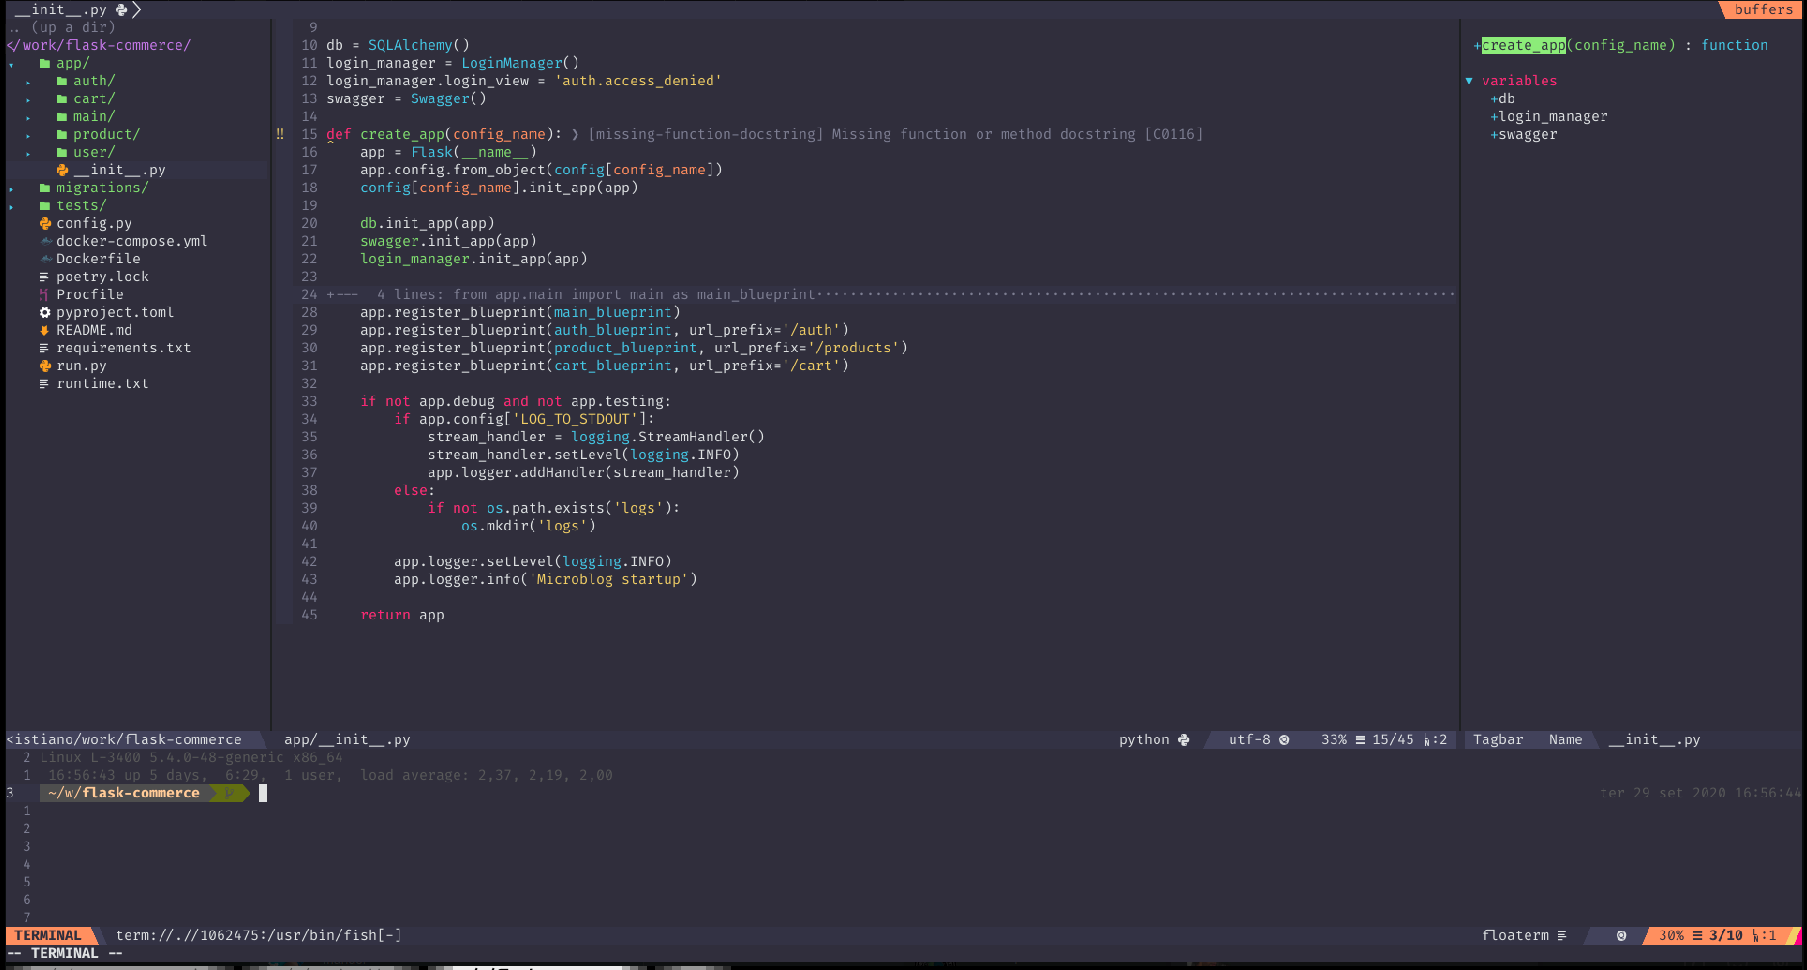 __init__.py
buffers
.. (up a dir)
</work/flask-commerce/
app/
auth/
cart/
main/
product/
user/
__init__.py
migrations/
tests/
config.py
docker-compose.yml
Dockerfile
poetry.lock
Procfile
pyproject.toml
README.md
requirements.txt
run.py
runtime.txt
9
10 db = SQLAlchemy()
11 login_manager = LoginManager()
12 login_manager.login_view = 'auth.access_denied'
13 swagger = Swagger()
14
!! 15 def create_app(config_name): ❯ [missing-function-docstring] Missing function or method docstring [C0116]
16     app = Flask(__name__)
17     app.config.from_object(config[config_name])
18     config[config_name].init_app(app)
19
20     db.init_app(app)
21     swagger.init_app(app)
22     login_manager.init_app(app)
23
24 +---  4 lines: from app.main import main as main_blueprint
28     app.register_blueprint(main_blueprint)
29     app.register_blueprint(auth_blueprint, url_prefix='/auth')
30     app.register_blueprint(product_blueprint, url_prefix='/products')
31     app.register_blueprint(cart_blueprint, url_prefix='/cart')
32
33     if not app.debug and not app.testing:
34         if app.config['LOG_TO_STDOUT']:
35             stream_handler = logging.StreamHandler()
36             stream_handler.setLevel(logging.INFO)
37             app.logger.addHandler(stream_handler)
38         else:
39             if not os.path.exists('logs'):
40                 os.mkdir('logs')
41
42         app.logger.setLevel(logging.INFO)
43         app.logger.info('Microblog startup')
44
45     return app
+create_app(config_name) : function
▼ variables
+db
+login_manager
+swagger
<istiano/work/flask-commerce
app/__init__.py
python
utf-8
33% ☰ 15/45 :2
Tagbar
Name
__init__.py
2 Linux L-3400 5.4.0-48-generic x86_64
1  16:56:43 up 5 days,  6:29,  1 user,  load average: 2,37, 2,19, 2,00
3 ~/w/flask-commerce
ter 29 set 2020 16:56:44
1
2
3
4
5
6
7
TERMINAL
term://.//1062475:/usr/bin/fish[-]
floaterm
30% ☰ 3/10 :1
-- TERMINAL --